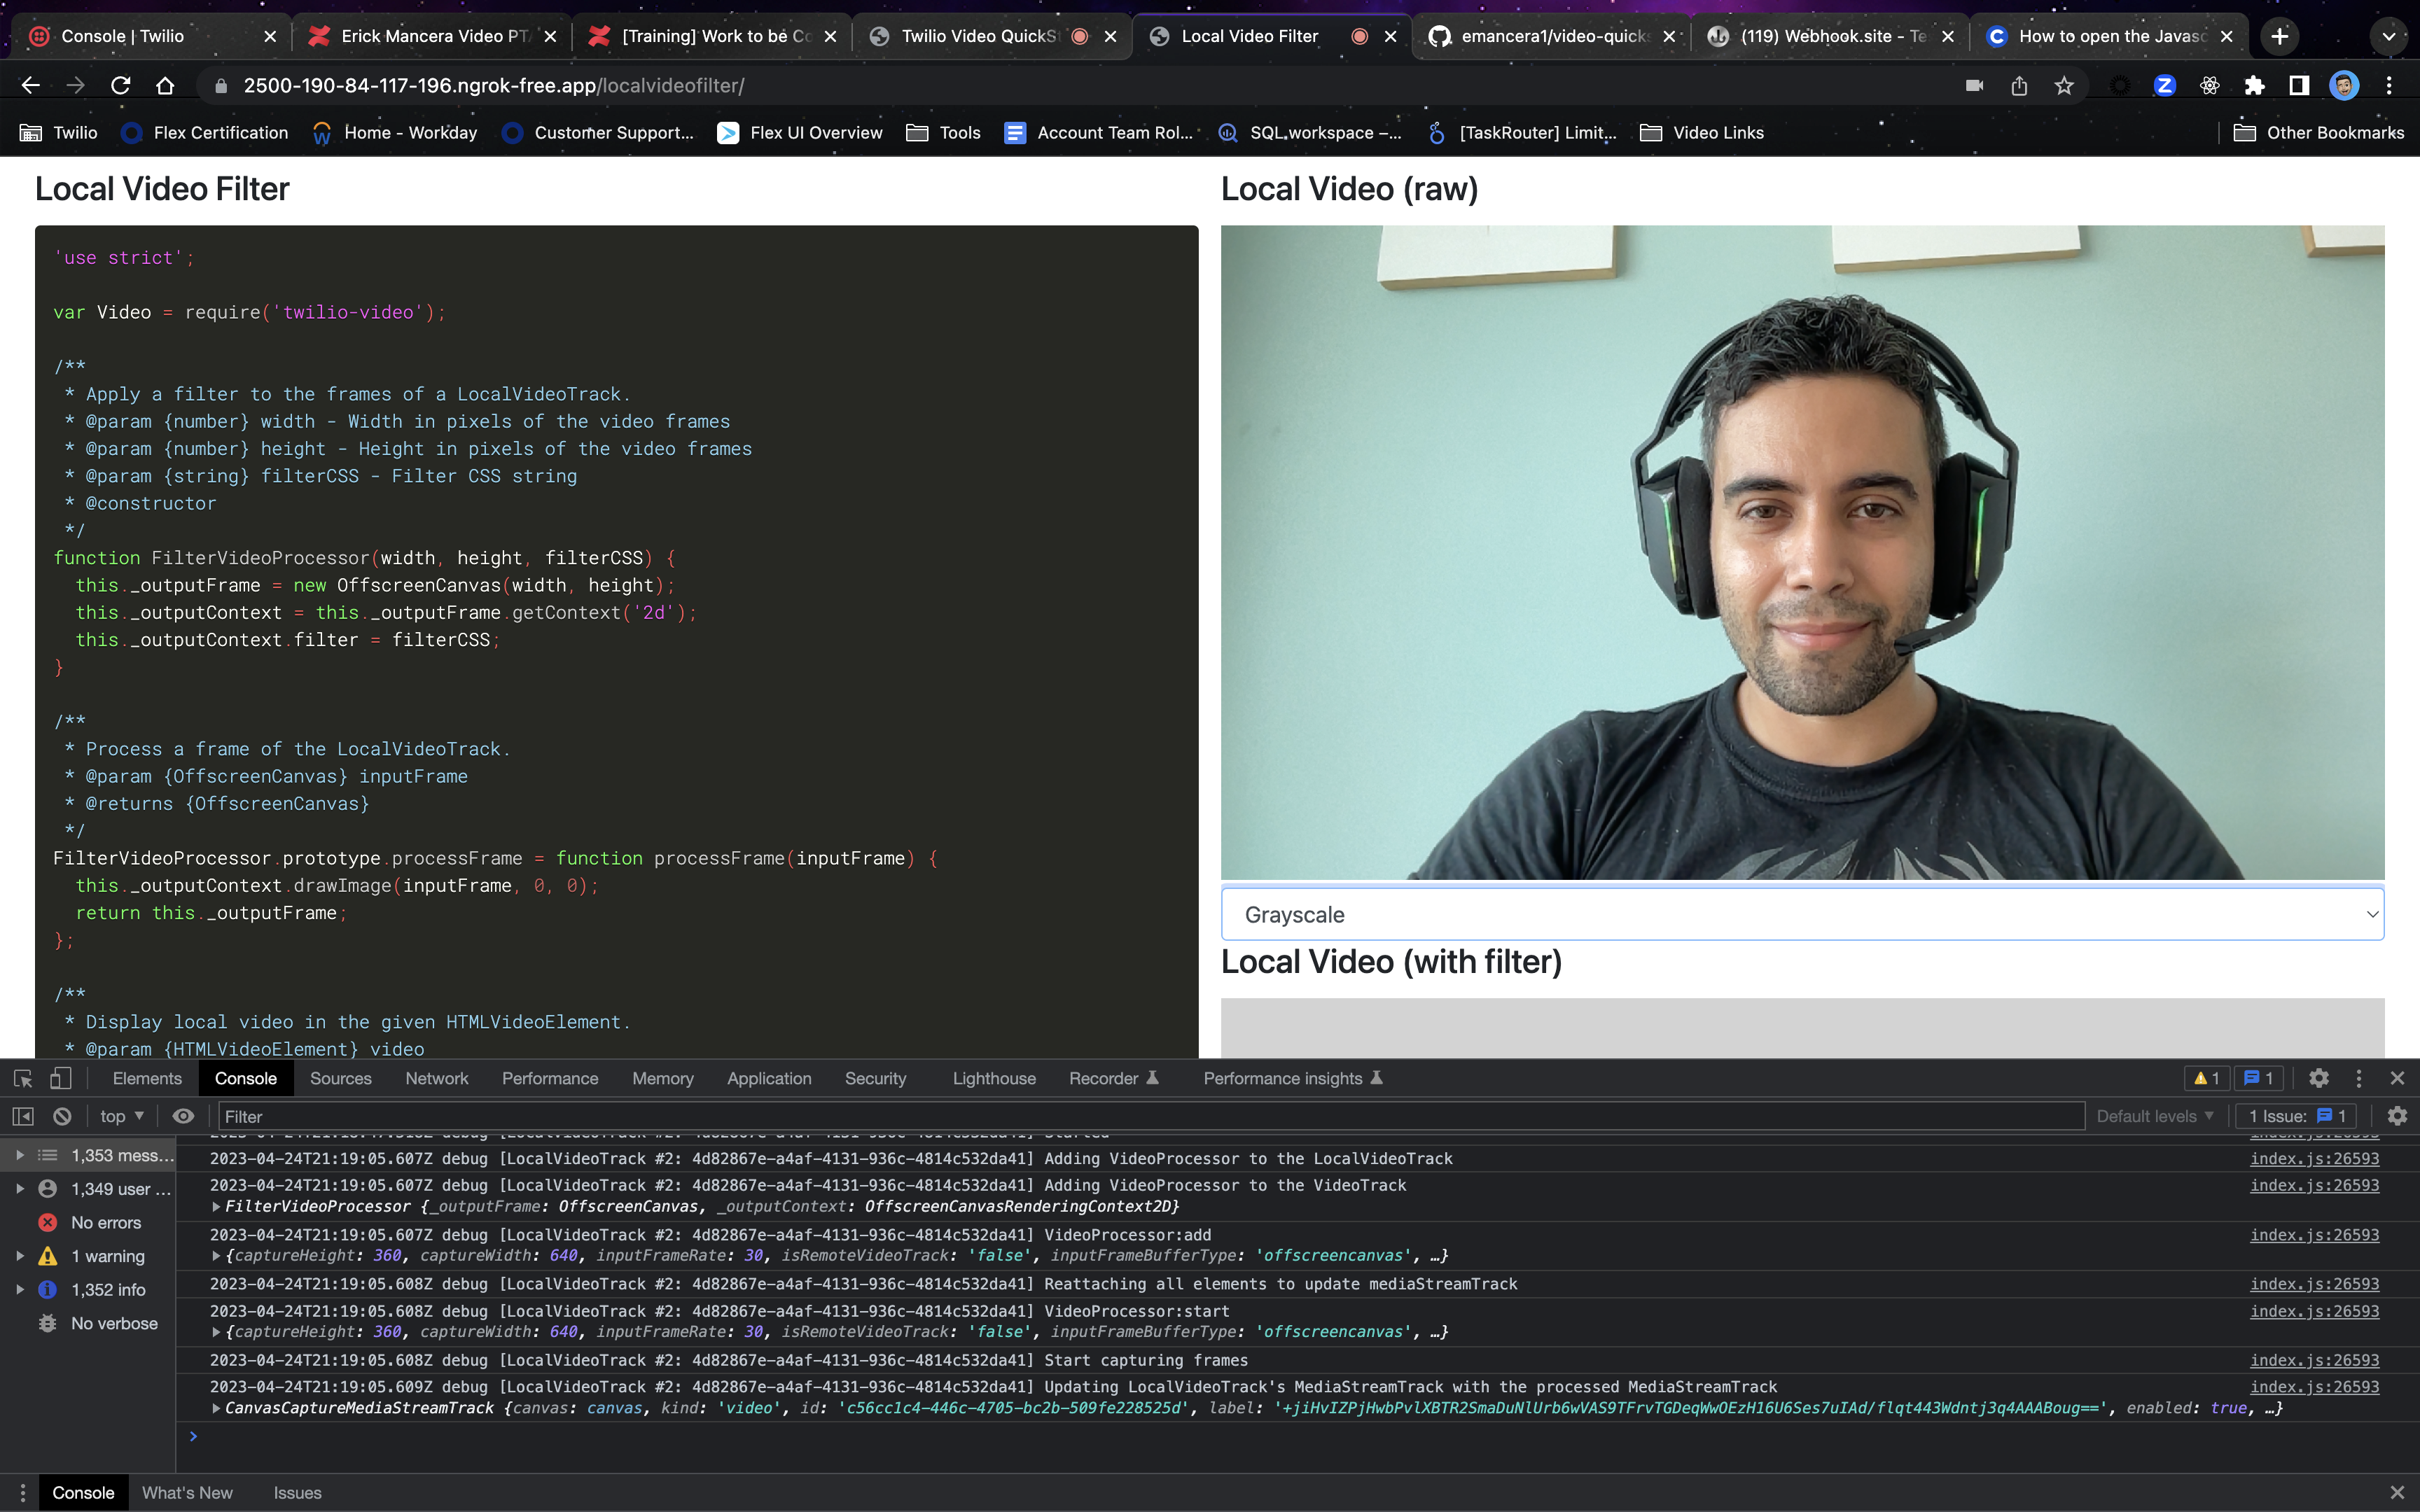 Console | Twilio
Erick Mancera Video PT
[Training] Work to be Co
Twilio Video QuickS
Local Video Filter
emancera1/video-quicks
(119) Webhook.site - Te
How to open the Javasc
2500-190-84-117-196.ngrok-free.app/localvideofilter/
Twilio
Flex Certification
Home - Workday
Customer Support...
Flex UI Overview
Tools
Account Team Rol...
SQL.workspace –...
[TaskRouter] Limit...
Video Links
Other Bookmarks
Local Video Filter
'use strict';
var Video = require('twilio-video');
/**
* Apply a filter to the frames of a LocalVideoTrack.
* @param {number} width - Width in pixels of the video frames
* @param {number} height - Height in pixels of the video frames
* @param {string} filterCSS - Filter CSS string
* @constructor
*/
function FilterVideoProcessor(width, height, filterCSS) {
this._outputFrame = new OffscreenCanvas(width, height);
this._outputContext = this._outputFrame.getContext('2d');
this._outputContext.filter = filterCSS;
}
/**
* Process a frame of the LocalVideoTrack.
* @param {OffscreenCanvas} inputFrame
* @returns {OffscreenCanvas}
*/
FilterVideoProcessor.prototype.processFrame = function processFrame(inputFrame) {
this._outputContext.drawImage(inputFrame, 0, 0);
return this._outputFrame;
};
/**
* Display local video in the given HTMLVideoElement.
* @param {HTMLVideoElement} video
Local Video (raw)
Grayscale
Local Video (with filter)
Elements
Console
Sources
Network
Performance
Memory
Application
Security
Lighthouse
Recorder
Performance insights
1
1
top
Filter
Default levels
1 Issue: 1
1,353 mess...
1,349 user ...
No errors
1 warning
1,352 info
No verbose
2023-04-24T21:19:05.607Z debug [LocalVideoTrack #2: 4d82867e-a4af-4131-936c-4814c532da41] Adding VideoProcessor to the LocalVideoTrack index.js:26593
2023-04-24T21:19:05.607Z debug [LocalVideoTrack #2: 4d82867e-a4af-4131-936c-4814c532da41] Adding VideoProcessor to the VideoTrack index.js:26593
FilterVideoProcessor {_outputFrame: OffscreenCanvas, _outputContext: OffscreenCanvasRenderingContext2D}
2023-04-24T21:19:05.607Z debug [LocalVideoTrack #2: 4d82867e-a4af-4131-936c-4814c532da41] VideoProcessor:add index.js:26593
{captureHeight: 360, captureWidth: 640, inputFrameRate: 30, isRemoteVideoTrack: 'false', inputFrameBufferType: 'offscreencanvas', …}
2023-04-24T21:19:05.608Z debug [LocalVideoTrack #2: 4d82867e-a4af-4131-936c-4814c532da41] Reattaching all elements to update mediaStreamTrack index.js:26593
2023-04-24T21:19:05.608Z debug [LocalVideoTrack #2: 4d82867e-a4af-4131-936c-4814c532da41] VideoProcessor:start index.js:26593
{captureHeight: 360, captureWidth: 640, inputFrameRate: 30, isRemoteVideoTrack: 'false', inputFrameBufferType: 'offscreencanvas', …}
2023-04-24T21:19:05.608Z debug [LocalVideoTrack #2: 4d82867e-a4af-4131-936c-4814c532da41] Start capturing frames index.js:26593
2023-04-24T21:19:05.609Z debug [LocalVideoTrack #2: 4d82867e-a4af-4131-936c-4814c532da41] Updating LocalVideoTrack's MediaStreamTrack with the processed MediaStreamTrack index.js:26593
CanvasCaptureMediaStreamTrack {canvas: canvas, kind: 'video', id: 'c56cc1c4-446c-4705-bc2b-509fe228525d', label: '+jiHvIZPjHwbPvlXBTR2SmaDuNlUrb6wVAS9TFrvTGDeqWwOEzH16U6Ses7uIAd/flqt443Wdntj3q4AAABoug==', enabled: true, …}
Console
What's New
Issues